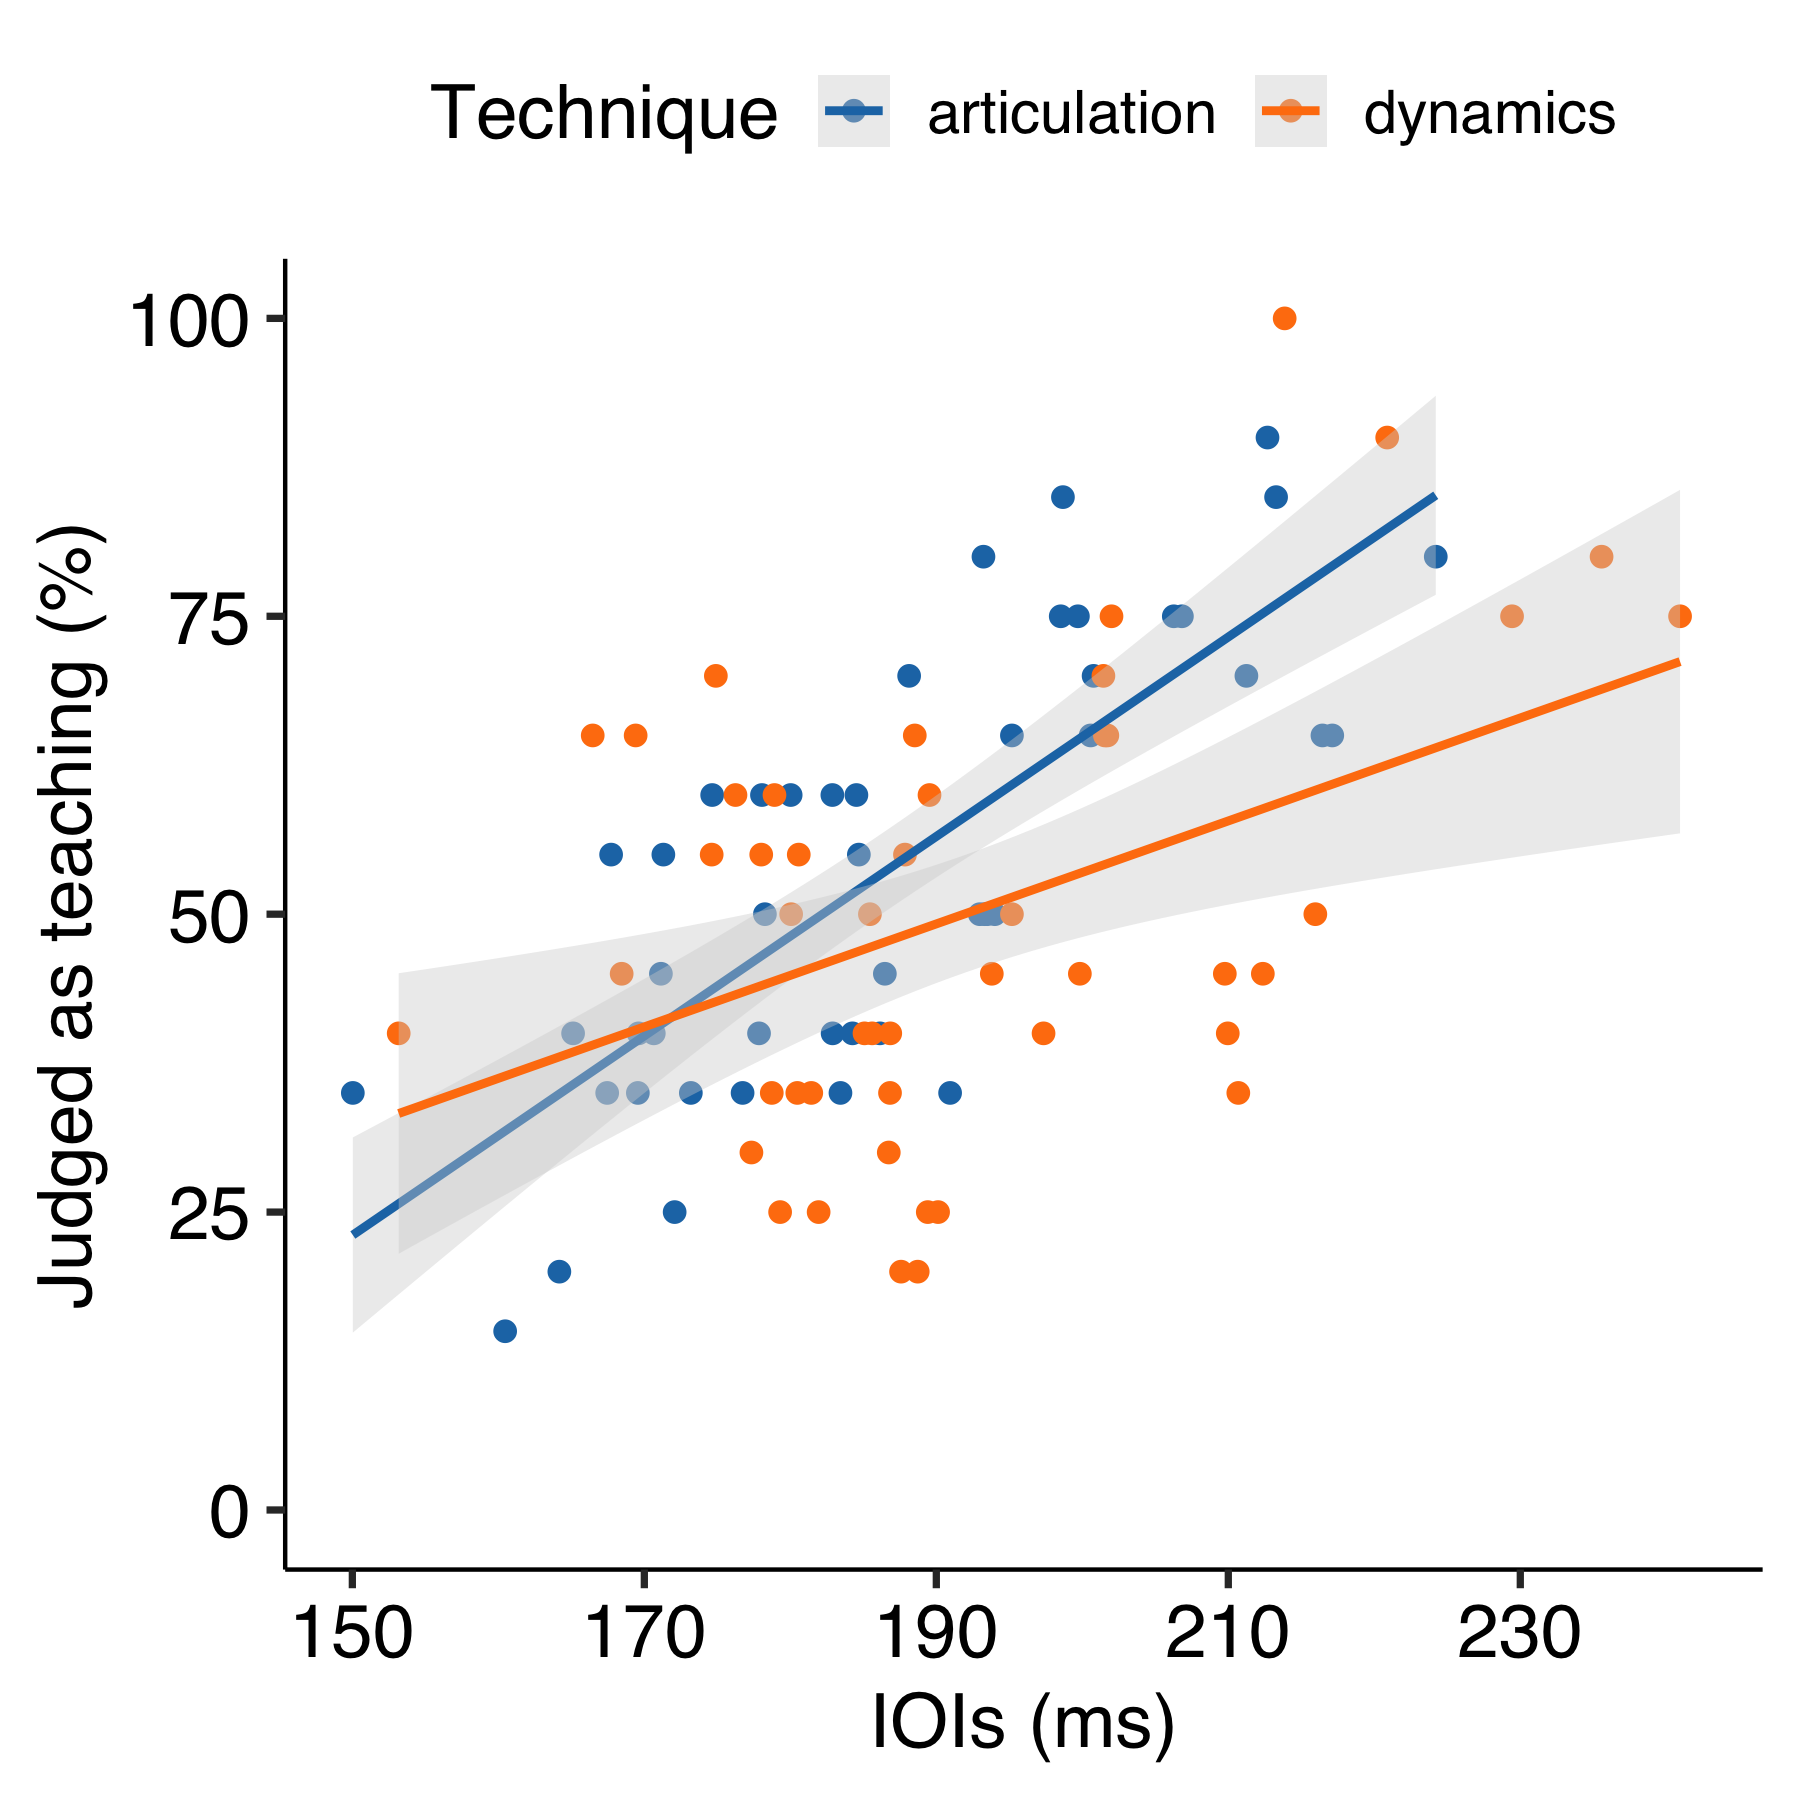 Technique articulation dynamics
Judged as teaching (%)
100
75
50
25
0
150 170 190 210 230
IOIs (ms)